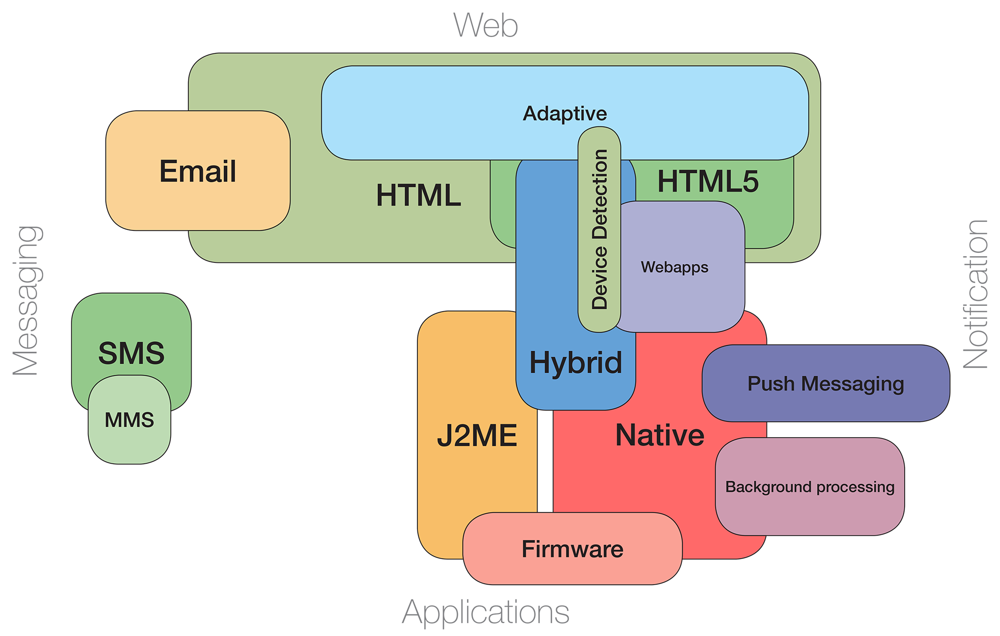 Web
Adaptive
Email
HTML
HTML5
Device Detection
Webapps
Messaging
Notification
SMS
MMS
Hybrid
Push Messaging
J2ME
Native
Background processing
Firmware
Applications